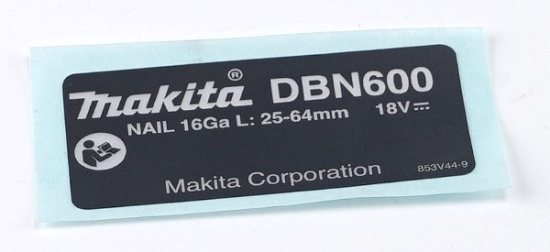 makita® DBN600
NAIL 16Ga L: 25-64mm 18V⎓
Makita Corporation
853V44-9